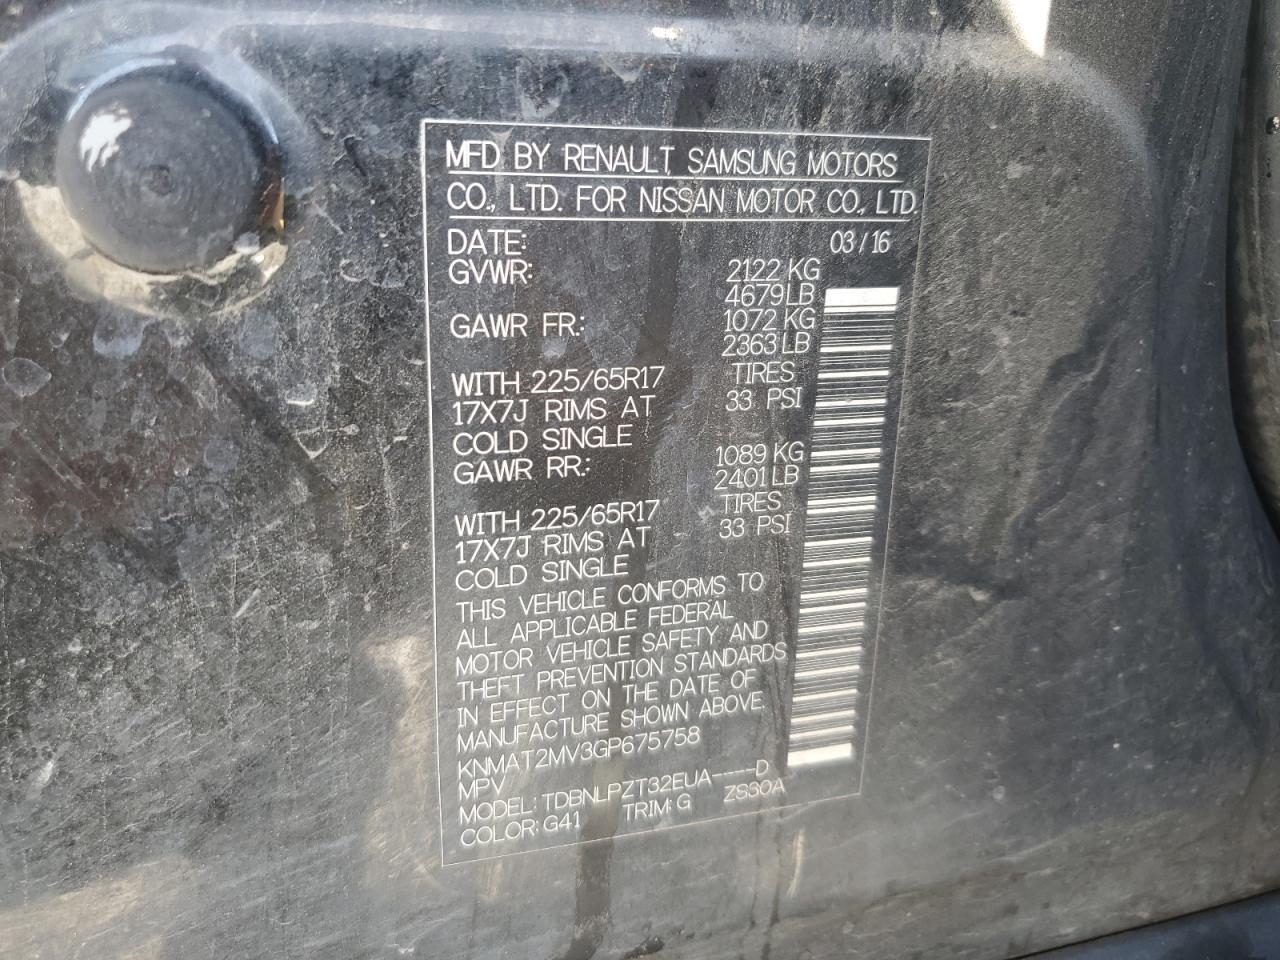 MFD BY RENAULT SAMSUNG MOTORS
CO., LTD. FOR NISSAN MOTOR CO., LTD.
DATE: 03/16
GVWR: 2122 KG
4679 LB
GAWR FR.: 1072 KG
2363 LB
WITH 225/65R17 TIRES
17X7J RIMS AT 33 PSI
COLD SINGLE
GAWR RR.: 1089 KG
2401 LB
WITH 225/65R17 TIRES
17X7J RIMS AT 33 PSI
COLD SINGLE
THIS VEHICLE CONFORMS TO
ALL APPLICABLE FEDERAL
MOTOR VEHICLE SAFETY AND
THEFT PREVENTION STANDARDS
IN EFFECT ON THE DATE OF
MANUFACTURE SHOWN ABOVE.
KNMAT2MV3GP675758
MPV
MODEL: TDBNLPZT32EUA----D
COLOR: G41 TRIM: G ZS30A